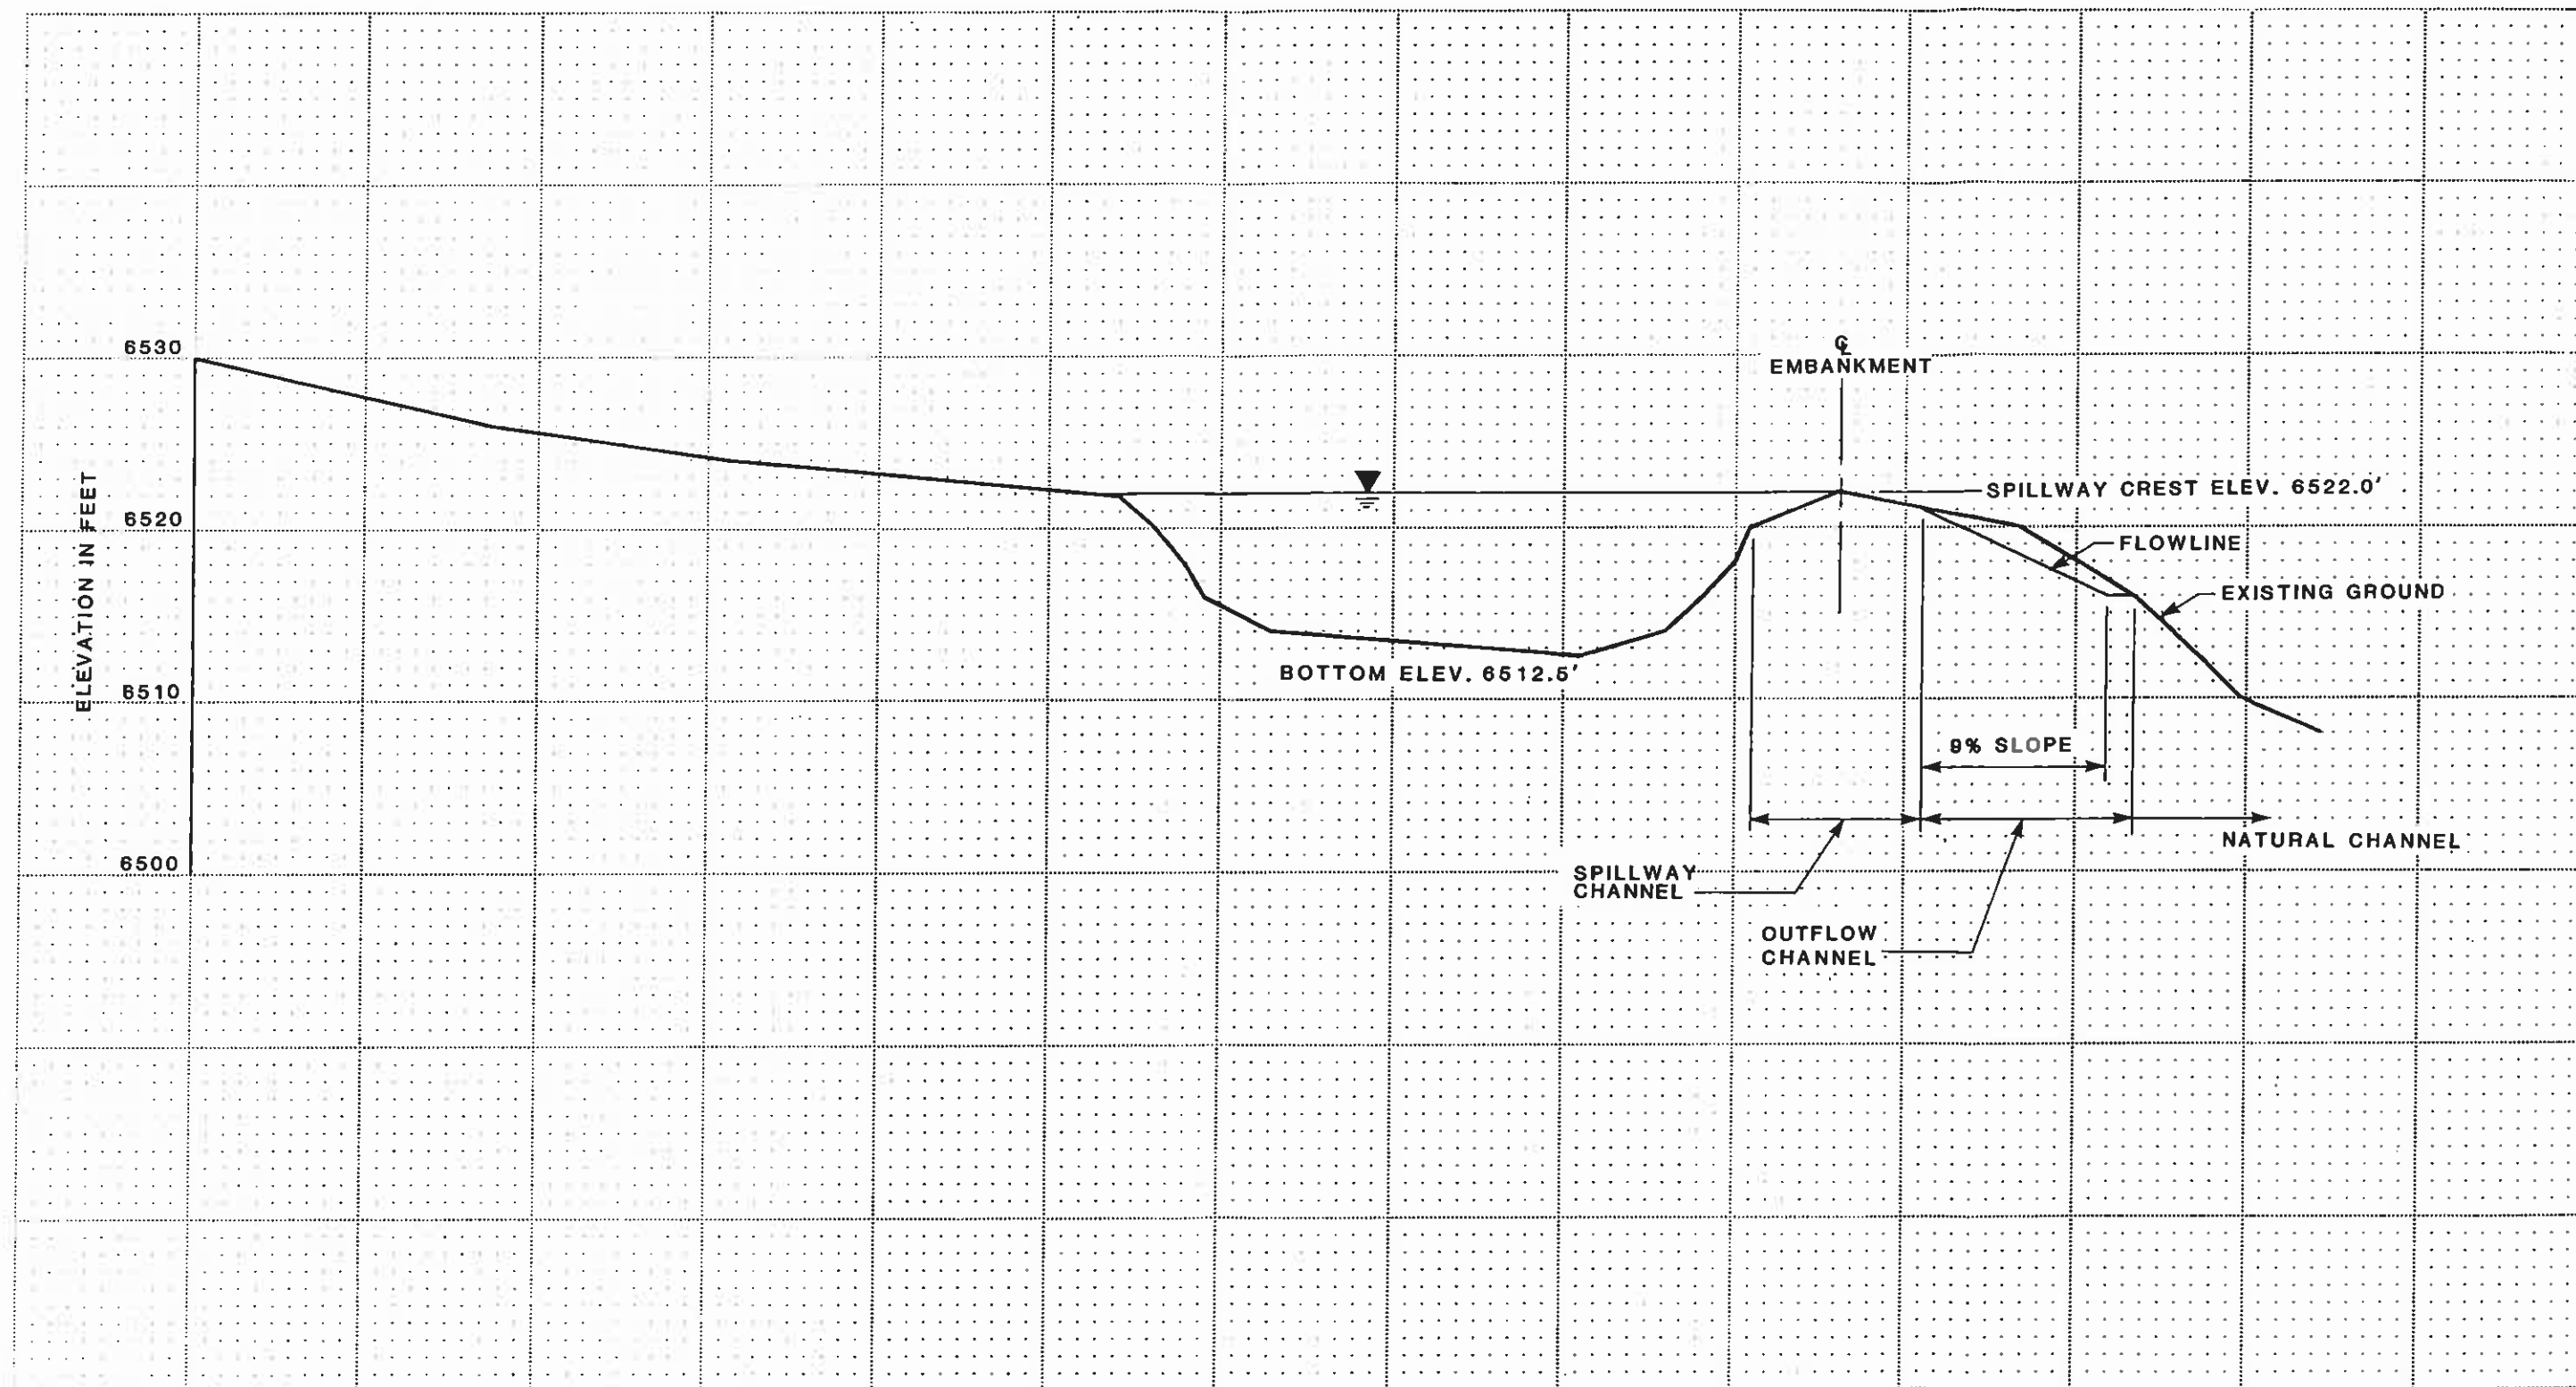 6530
6520
6510
6500
ELEVATION IN FEET
℄
EMBANKMENT
SPILLWAY CREST ELEV. 6522.0'
FLOWLINE
EXISTING GROUND
BOTTOM ELEV. 6512.5'
9% SLOPE
NATURAL CHANNEL
SPILLWAY
CHANNEL
OUTFLOW
CHANNEL